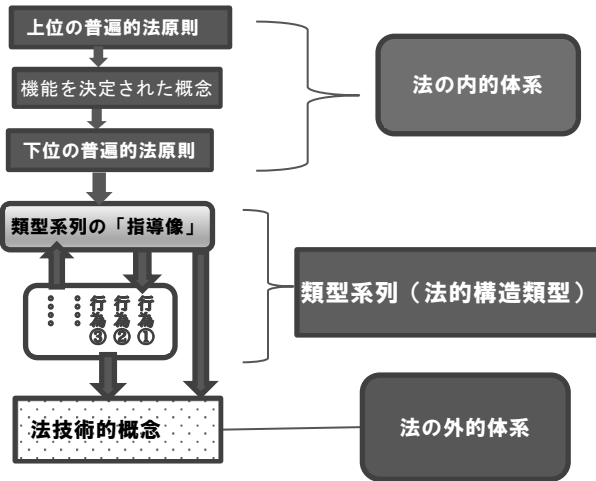 上位の普遍的法原則
機能を決定された概念
法の内的体系
下位の普遍的法原則
類型系列の「指導像」
類型系列（法的構造類型）
行為①
行為②
行為③
⋮
⋮
法技術的概念
法の外的体系